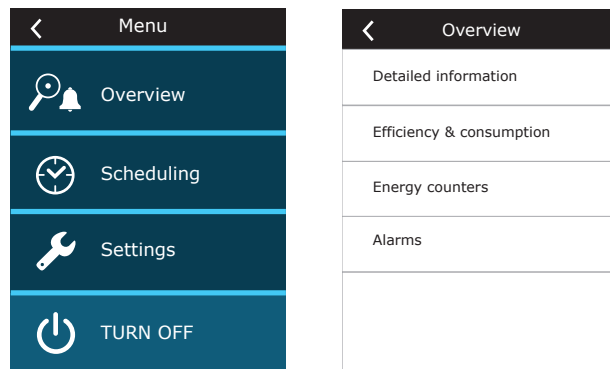 Menu
Overview
Scheduling
Settings
TURN OFF
Overview
Detailed information
Efficiency & consumption
Energy counters
Alarms